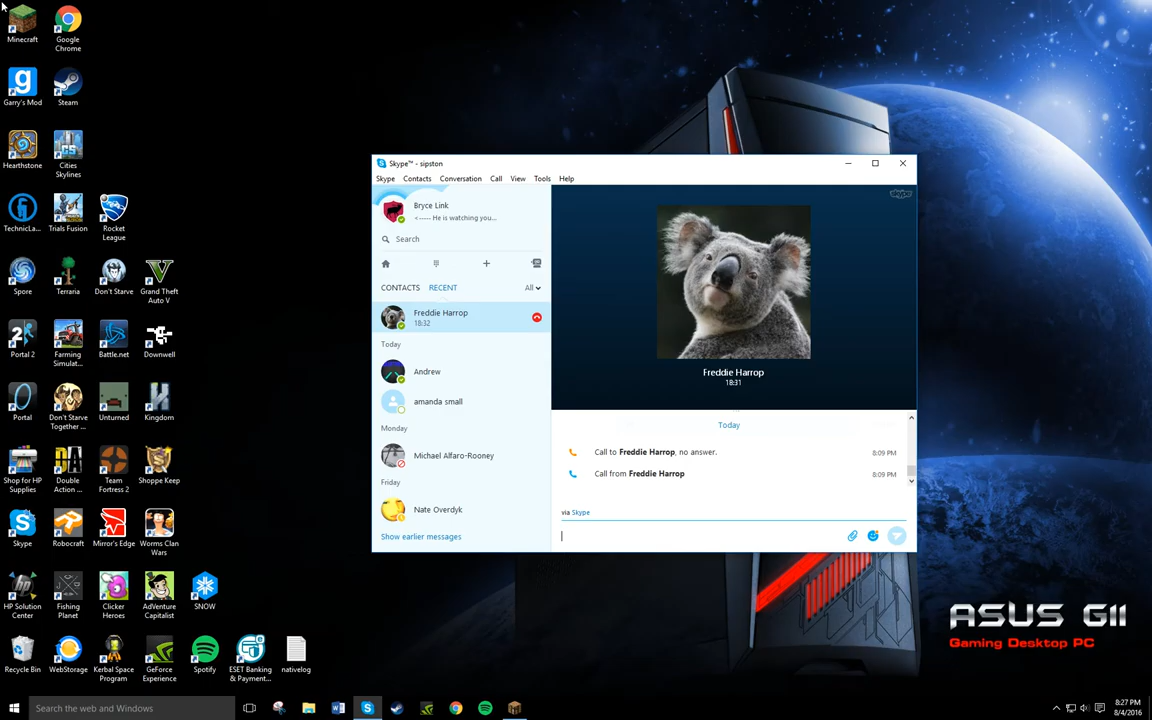 Minecraft
Google
Chrome
Garry's Mod
Steam
Hearthstone
Cities
Skylines
TechnicLa...
Trials Fusion
Rocket
League
Spore
Terraria
Don't Starve
Grand Theft
Auto V
Portal 2
Farming
Simulat...
Battle.net
Downwell
Portal
Don't Starve
Together ...
Unturned
Kingdom
Shop for HP
Supplies
Double
Action ...
Team
Fortress 2
Shoppe Keep
Skype
Robocraft
Mirror's Edge
Worms Clan
Wars
HP Solution
Center
Fishing
Planet
Clicker
Heroes
AdVenture
Capitalist
SNOW
Recycle Bin
WebStorage
Kerbal Space
Program
GeForce
Experience
Spotify
ESET Banking
& Payment...
nativelog
Skype™ - sipston
Skype Contacts Conversation Call View Tools Help
Bryce Link
<----- He is watching you...
Search
CONTACTS RECENT All
Freddie Harrop
18:32
Today
Andrew
amanda small
Monday
Michael Alfaro-Rooney
Friday
Nate Overdyk
Show earlier messages
Freddie Harrop
18:31
Today
Call to Freddie Harrop, no answer. 8:09 PM
Call from Freddie Harrop 8:09 PM
via Skype
ASUS G11
Gaming Desktop PC
Search the web and Windows
8:27 PM
8/4/2016